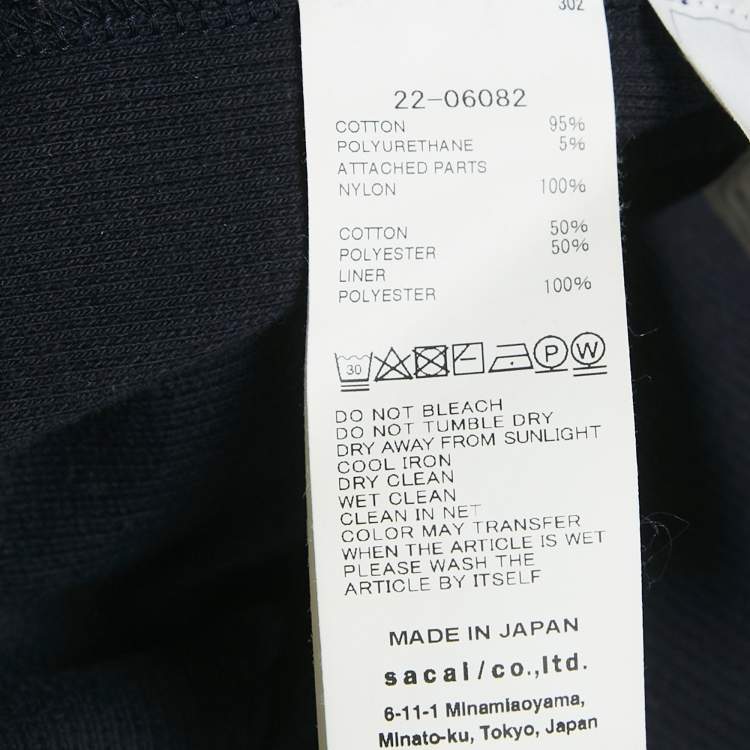 302
22-06082
COTTON 95%
POLYURETHANE 5%
ATTACHED PARTS
NYLON 100%
COTTON 50%
POLYESTER 50%
LINER
POLYESTER 100%
30 P W
DO NOT BLEACH
DO NOT TUMBLE DRY
DRY AWAY FROM SUNLIGHT
COOL IRON
DRY CLEAN
WET CLEAN
CLEAN IN NET
COLOR MAY TRANSFER
WHEN THE ARTICLE IS WET
PLEASE WASH THE
ARTICLE BY ITSELF
MADE IN JAPAN
sacai/co.,ltd.
6-11-1 Minamiaoyama,
Minato-ku, Tokyo, Japan